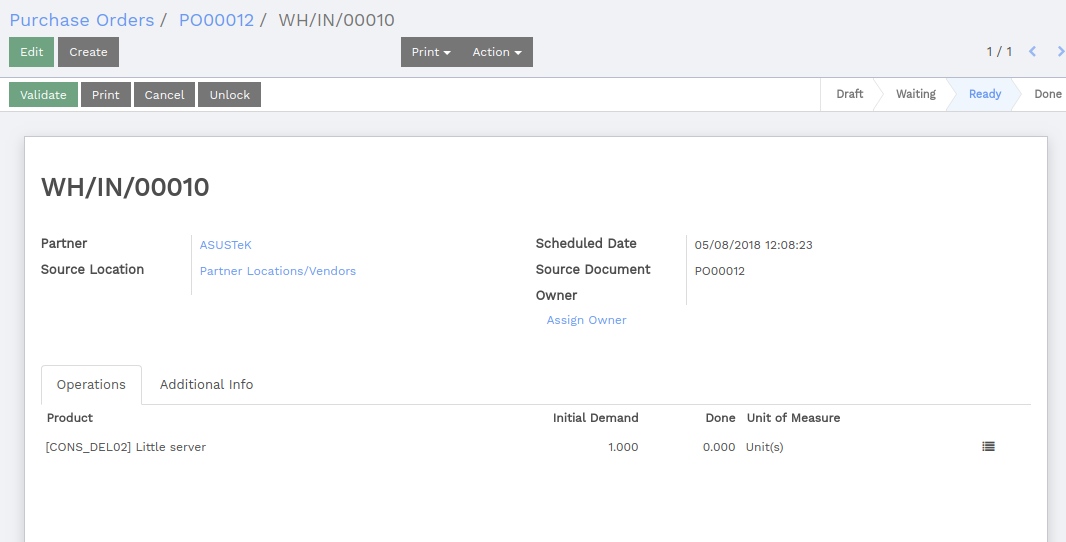 Purchase Orders / PO00012 / WH/IN/00010
Edit Create Print Action 1 / 1
Validate Print Cancel Unlock Draft Waiting Ready Done
WH/IN/00010
Partner ASUSTeK Scheduled Date 05/08/2018 12:08:23
Source Location Partner Locations/Vendors Source Document PO00012
Owner
Assign Owner
Operations Additional Info
Product Initial Demand Done Unit of Measure
[CONS_DEL02] Little server 1.000 0.000 Unit(s)